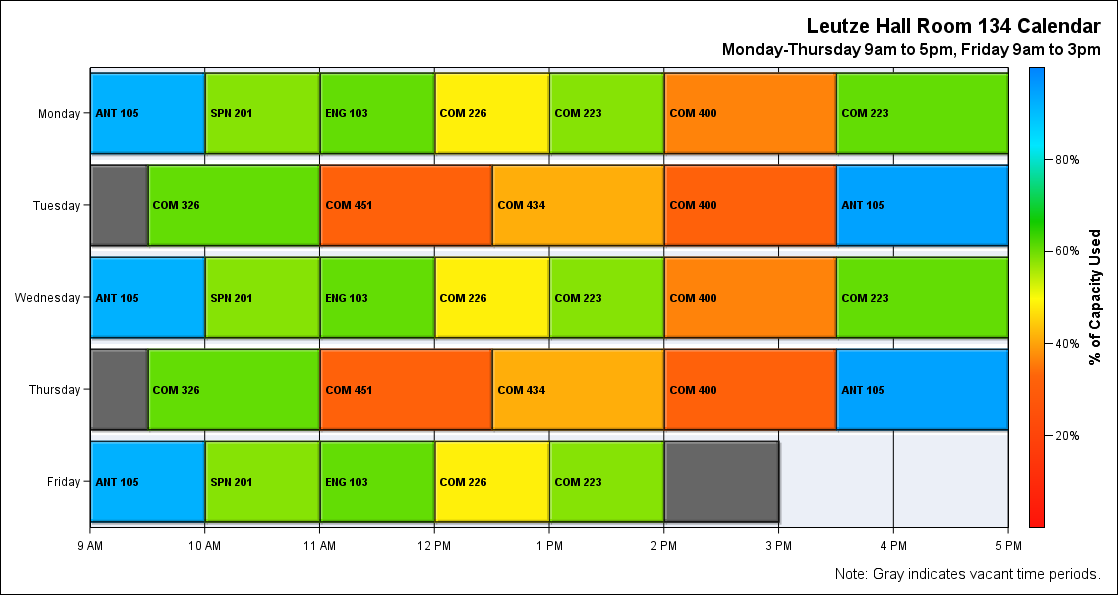 Leutze Hall Room 134 Calendar
Monday-Thursday 9am to 5pm, Friday 9am to 3pm
Monday
ANT 105
SPN 201
ENG 103
COM 226
COM 223
COM 400
COM 223
Tuesday
COM 326
COM 451
COM 434
COM 400
ANT 105
Wednesday
ANT 105
SPN 201
ENG 103
COM 226
COM 223
COM 400
COM 223
Thursday
COM 326
COM 451
COM 434
COM 400
ANT 105
Friday
ANT 105
SPN 201
ENG 103
COM 226
COM 223
9 AM
10 AM
11 AM
12 PM
1 PM
2 PM
3 PM
4 PM
5 PM
80%
60%
40%
20%
% of Capacity Used
Note: Gray indicates vacant time periods.